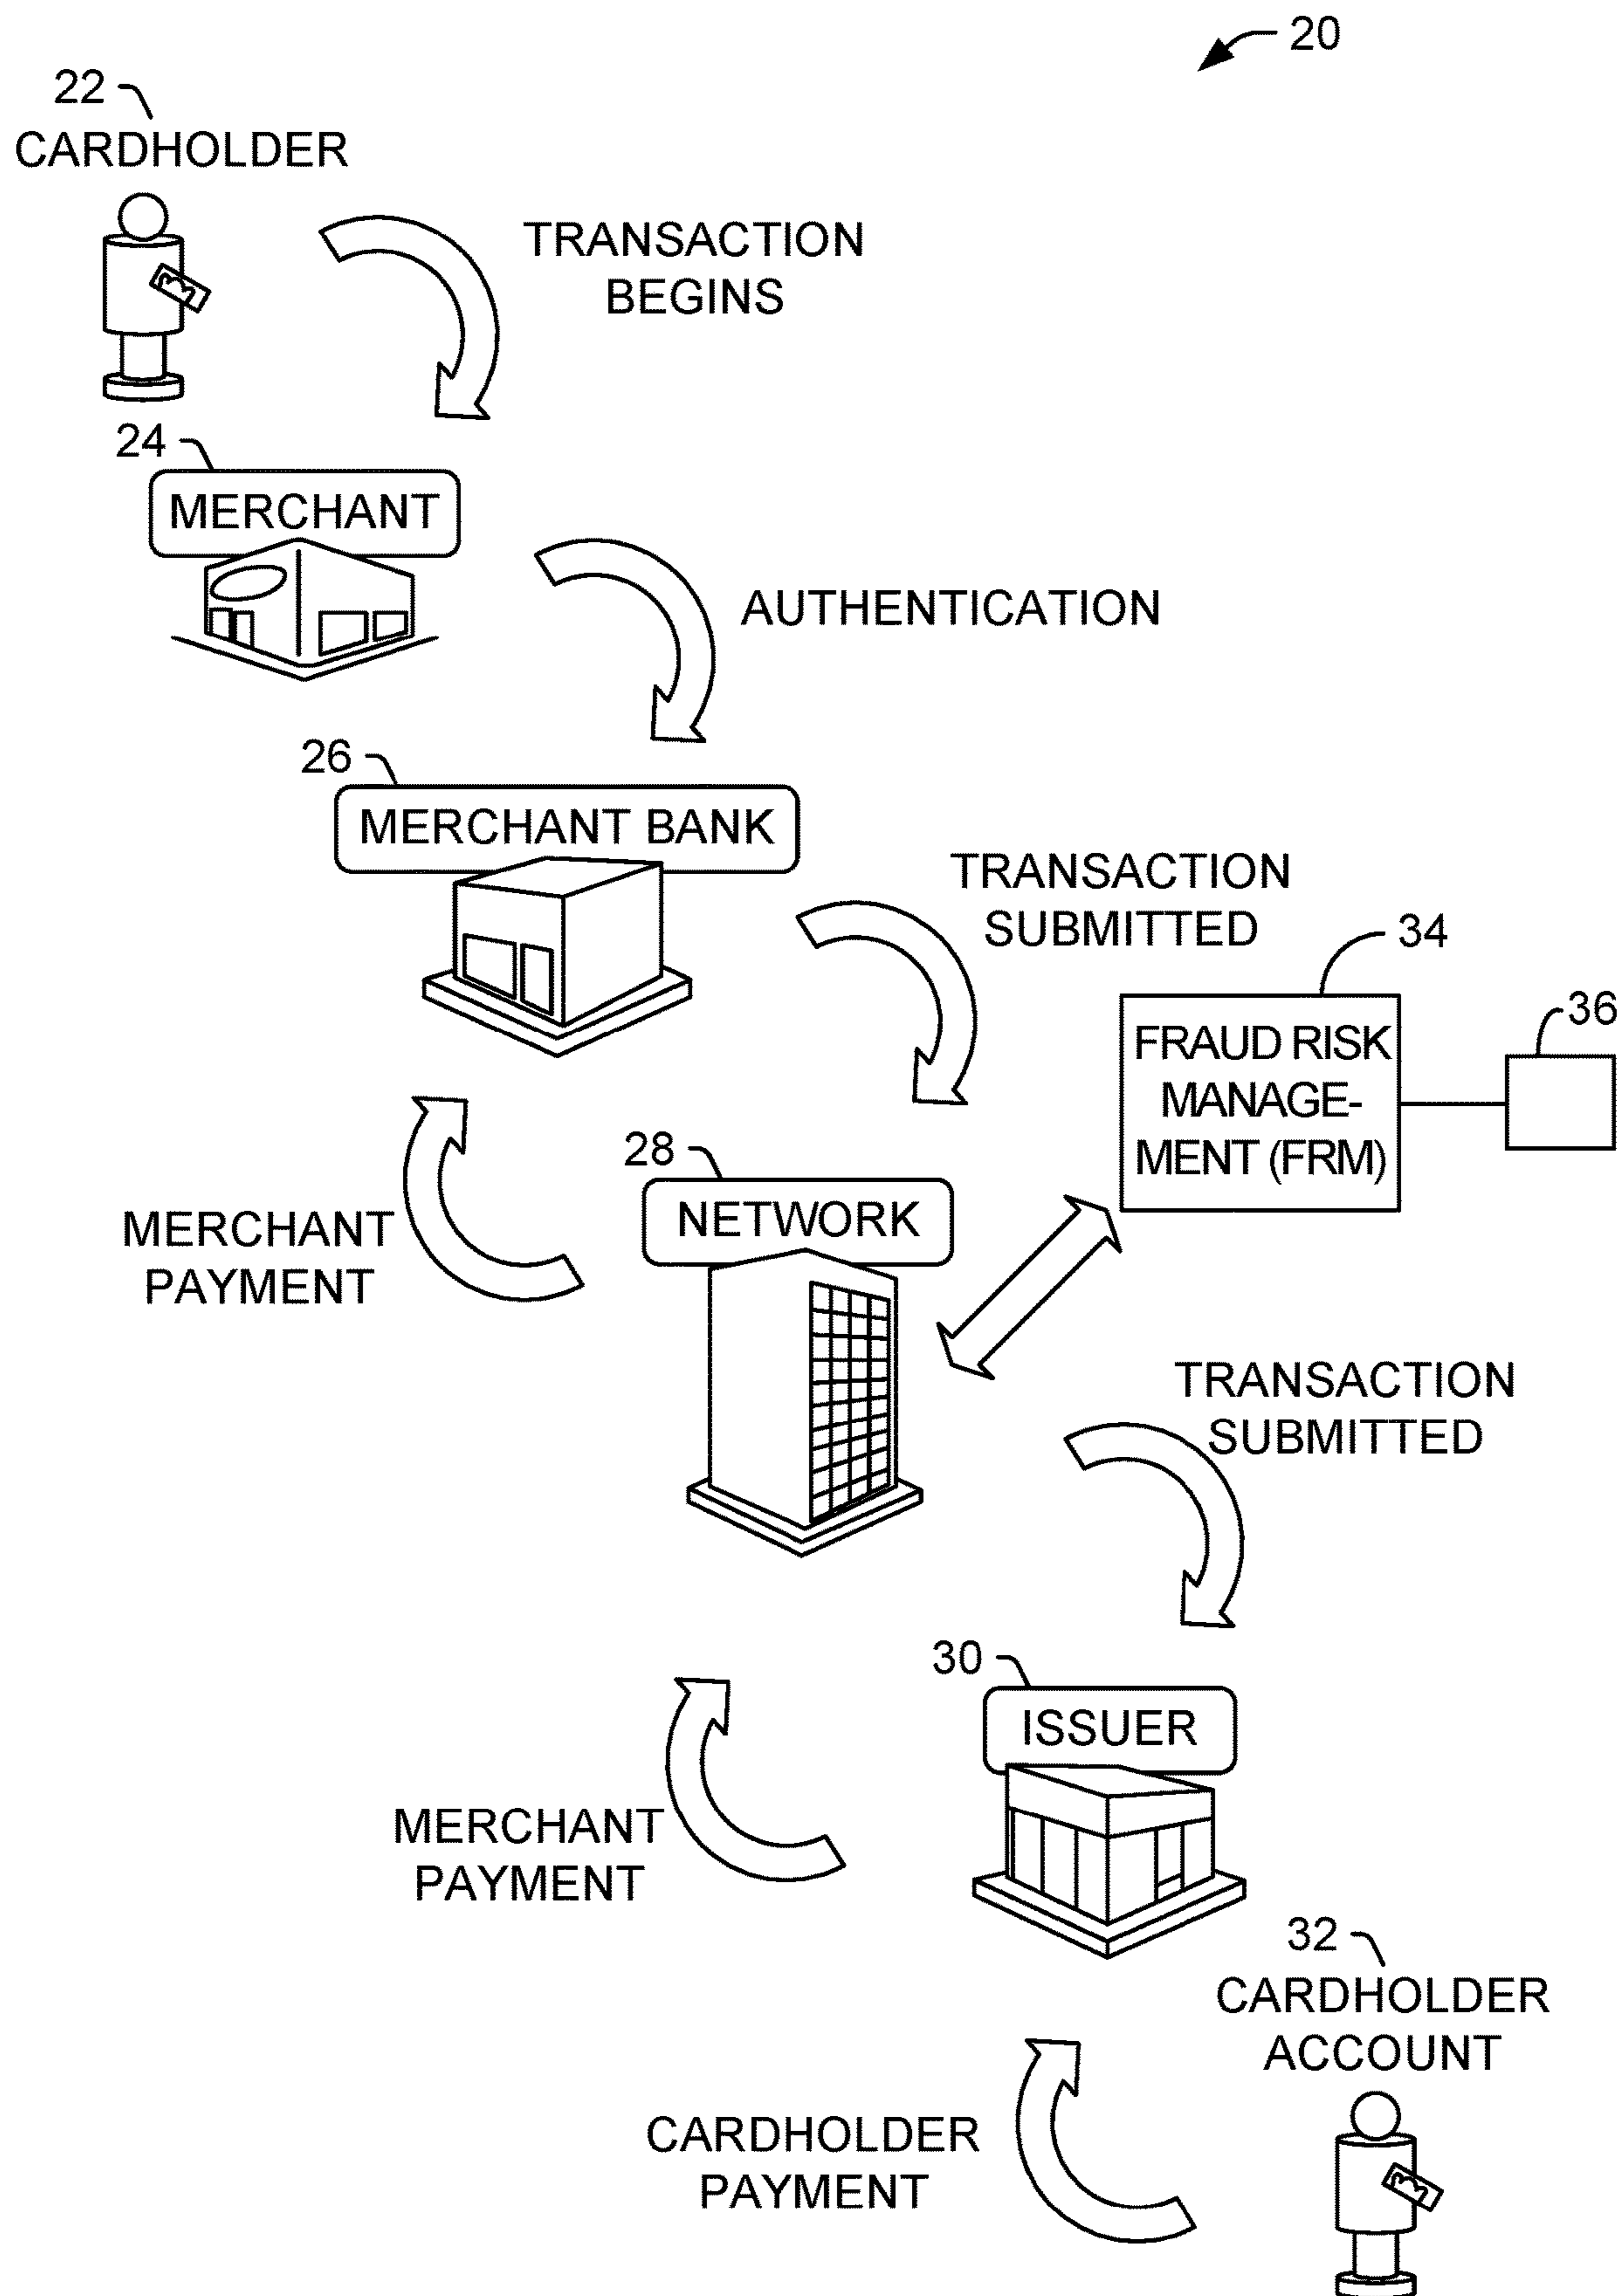 20
22
CARDHOLDER
TRANSACTION
BEGINS
24
MERCHANT
AUTHENTICATION
26
MERCHANT BANK
TRANSACTION
SUBMITTED
34
FRAUD RISK
MANAGE-
MENT (FRM)
36
28
NETWORK
MERCHANT
PAYMENT
TRANSACTION
SUBMITTED
30
ISSUER
MERCHANT
PAYMENT
32
CARDHOLDER
ACCOUNT
CARDHOLDER
PAYMENT